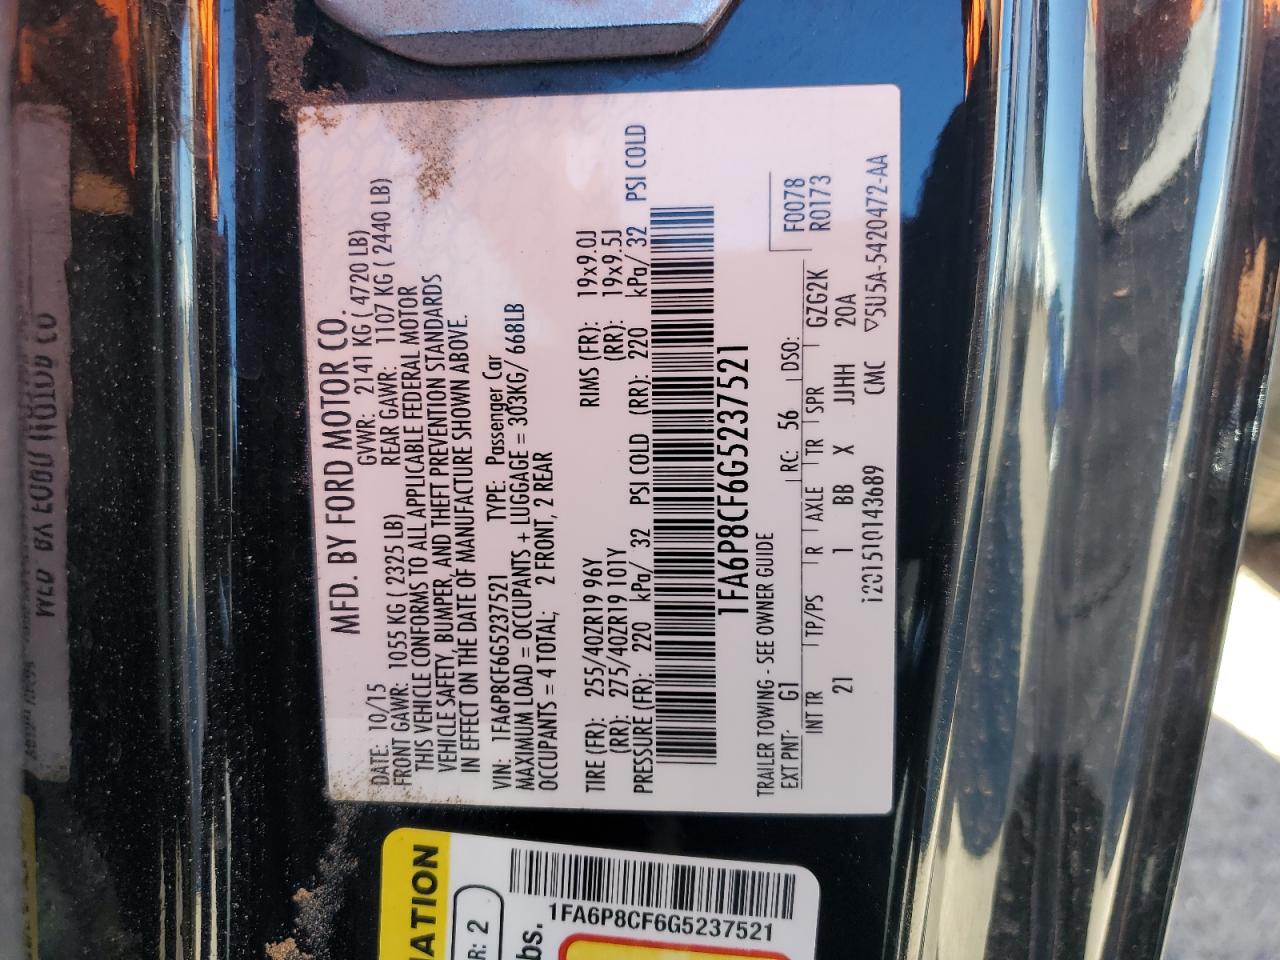 MFD. BY FORD MOTOR CO.
DATE: 10/15 GVWR: 2141 KG ( 4720 LB)
FRONT GAWR: 1055 KG ( 2325 LB) REAR GAWR: 1107 KG ( 2440 LB)
THIS VEHICLE CONFORMS TO ALL APPLICABLE FEDERAL MOTOR
VEHICLE SAFETY, BUMPER, AND THEFT PREVENTION STANDARDS
IN EFFECT ON THE DATE OF MANUFACTURE SHOWN ABOVE.
VIN: 1FA6P8CF6G5237521 TYPE: Passenger Car
MAXIMUM LOAD = OCCUPANTS + LUGGAGE = 303KG/ 668LB
OCCUPANTS = 4 TOTAL; 2 FRONT, 2 REAR
TIRE (FR): 255/40ZR19 96Y RIMS (FR): 19x9.0J
(RR): 275/40ZR19 101Y (RR): 19x9.5J
PRESSURE (FR): 220 kPa/ 32 PSI COLD (RR): 220 kPa/ 32 PSI COLD
1FA6P8CF6G5237521
TRAILER TOWING - SEE OWNER GUIDE F0078
R0173
EXT PNT: G1 RC: 56 DSO:
INT TR TP/PS R AXLE TR SPR GZG2K
21 1 BB X JJHH 20A
i201510143689 CMC ▽5U5A-5420472-AA
ATION
R: 2
1FA6P8CF6G5237521
bs.